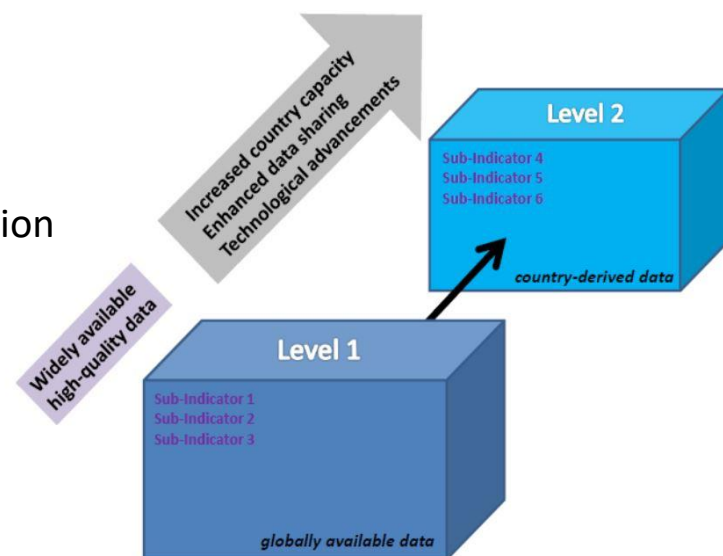 Increased country capacity
Enhanced data sharing
Technological advancements
Level 2
Sub-Indicator 4
Sub-Indicator 5
Sub-Indicator 6
country-derived data
ion
Widely available
high-quality data
Level 1
Sub-Indicator 1
Sub-Indicator 2
Sub-Indicator 3
globally available data